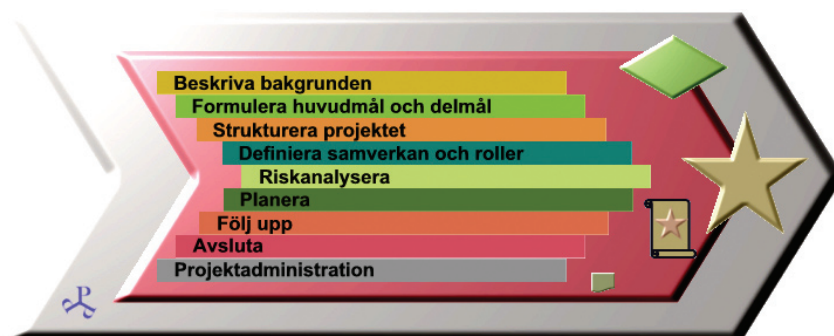 Beskriva bakgrunden
Formulera huvudmål och delmål
Strukturera projektet
Definiera samverkan och roller
Riskanalysera
Planera
Följ upp
Avsluta
Projektadministration
P